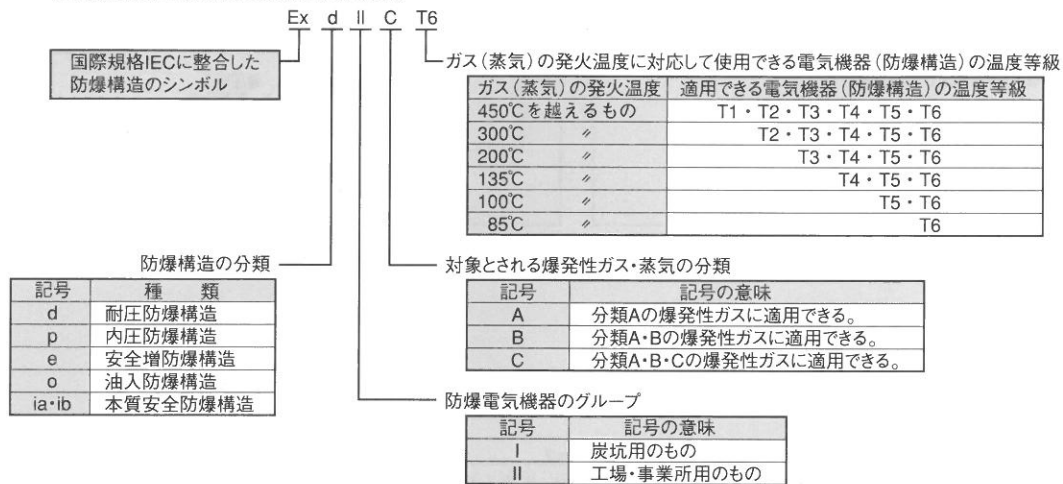 Ex d II C T6
国際規格IECに整合した
防爆構造のシンボル
ガス(蒸気)の発火温度に対応して使用できる電気機器(防爆構造)の温度等級
ガス(蒸気)の発火温度 適用できる電気機器(防爆構造)の温度等級
450℃を越えるもの T1・T2・T3・T4・T5・T6
300℃ 〃 T2・T3・T4・T5・T6
200℃ 〃 T3・T4・T5・T6
135℃ 〃 T4・T5・T6
100℃ 〃 T5・T6
85℃ 〃 T6
防爆構造の分類
記号 種 類
d 耐圧防爆構造
p 内圧防爆構造
e 安全増防爆構造
o 油入防爆構造
ia・ib 本質安全防爆構造
対象とされる爆発性ガス・蒸気の分類
記号 記号の意味
A 分類Aの爆発性ガスに適用できる。
B 分類A・Bの爆発性ガスに適用できる。
C 分類A・B・Cの爆発性ガスに適用できる。
防爆電気機器のグループ
記号 記号の意味
I 炭坑用のもの
II 工場・事業所用のもの